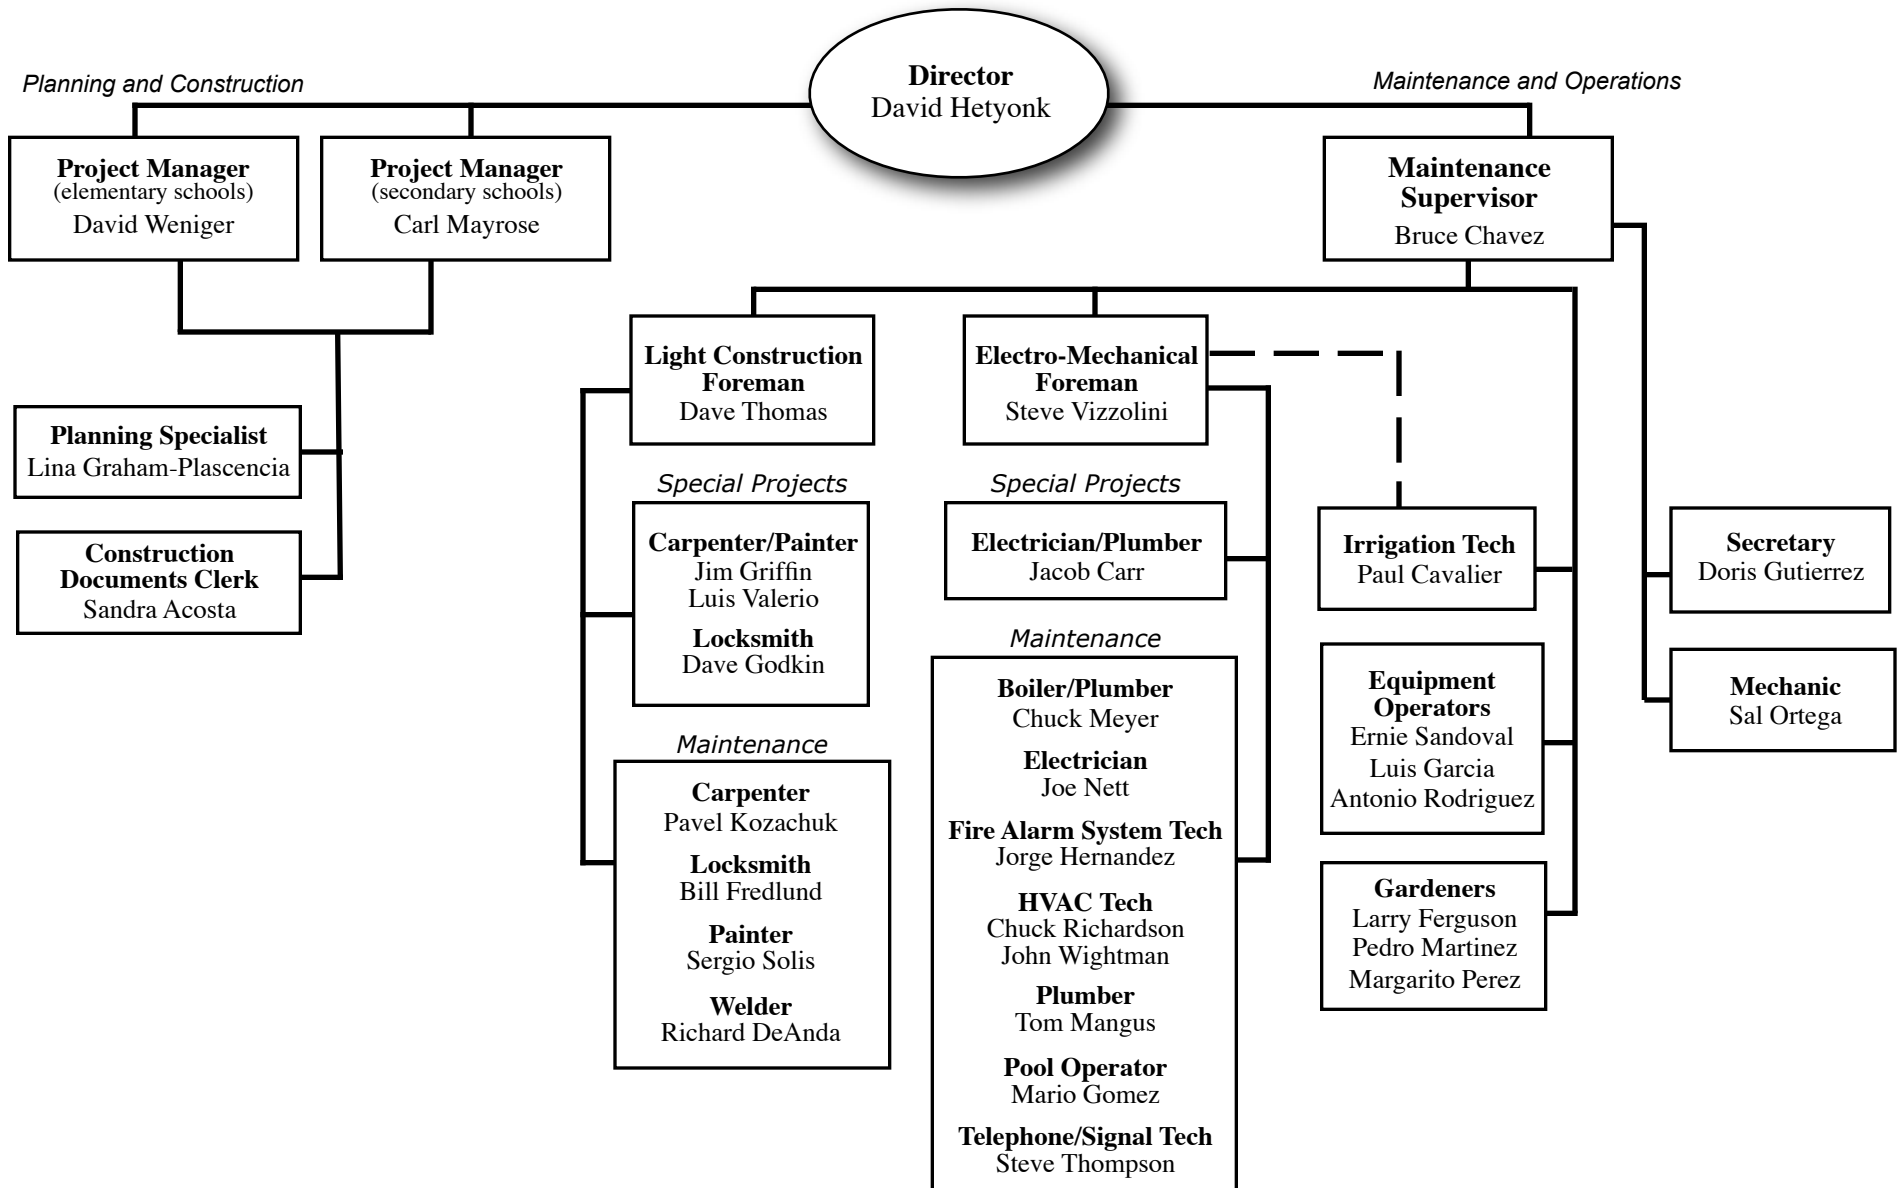 Planning and Construction
Director
David Hetyonk
Maintenance and Operations
Project Manager
(elementary schools)
David Weniger
Project Manager
(secondary schools)
Carl Mayrose
Maintenance
Supervisor
Bruce Chavez
Light Construction
Foreman
Dave Thomas
Electro-Mechanical
Foreman
Steve Vizzolini
Planning Specialist
Lina Graham-Plascencia
Construction
Documents Clerk
Sandra Acosta
Special Projects
Carpenter/Painter
Jim Griffin
Luis Valerio
Locksmith
Dave Godkin
Maintenance
Carpenter
Pavel Kozachuk
Locksmith
Bill Fredlund
Painter
Sergio Solis
Welder
Richard DeAnda
Special Projects
Electrician/Plumber
Jacob Carr
Maintenance
Boiler/Plumber
Chuck Meyer
Electrician
Joe Nett
Fire Alarm System Tech
Jorge Hernandez
HVAC Tech
Chuck Richardson
John Wightman
Plumber
Tom Mangus
Pool Operator
Mario Gomez
Telephone/Signal Tech
Steve Thompson
Irrigation Tech
Paul Cavalier
Equipment
Operators
Ernie Sandoval
Luis Garcia
Antonio Rodriguez
Gardeners
Larry Ferguson
Pedro Martinez
Margarito Perez
Secretary
Doris Gutierrez
Mechanic
Sal Ortega